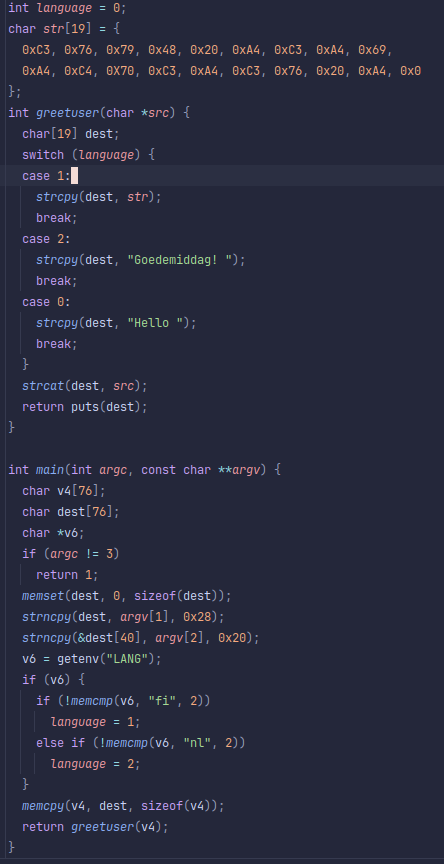 int language = 0;
char str[19] = {
0xC3, 0x76, 0x79, 0x48, 0x20, 0xA4, 0xC3, 0xA4, 0x69,
0xA4, 0xC4, 0X70, 0xC3, 0xA4, 0xC3, 0x76, 0x20, 0xA4, 0x0
};
int greetuser(char *src) {
char[19] dest;
switch (language) {
case 1:
strcpy(dest, str);
break;
case 2:
strcpy(dest, "Goedemiddag! ");
break;
case 0:
strcpy(dest, "Hello ");
break;
}
strcat(dest, src);
return puts(dest);
}
int main(int argc, const char **argv) {
char v4[76];
char dest[76];
char *v6;
if (argc != 3)
return 1;
memset(dest, 0, sizeof(dest));
strncpy(dest, argv[1], 0x28);
strncpy(&dest[40], argv[2], 0x20);
v6 = getenv("LANG");
if (v6) {
if (!memcmp(v6, "fi", 2))
language = 1;
else if (!memcmp(v6, "nl", 2))
language = 2;
}
memcpy(v4, dest, sizeof(v4));
return greetuser(v4);
}